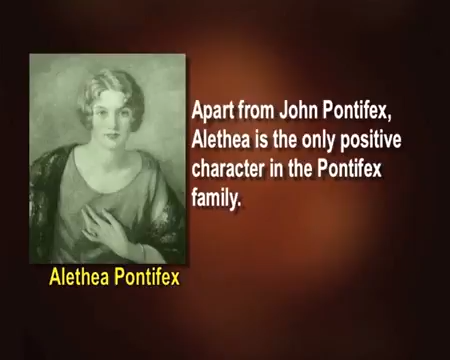 Apart from John Pontifex,
Alethea is the only positive
character in the Pontifex
family.
Alethea Pontifex